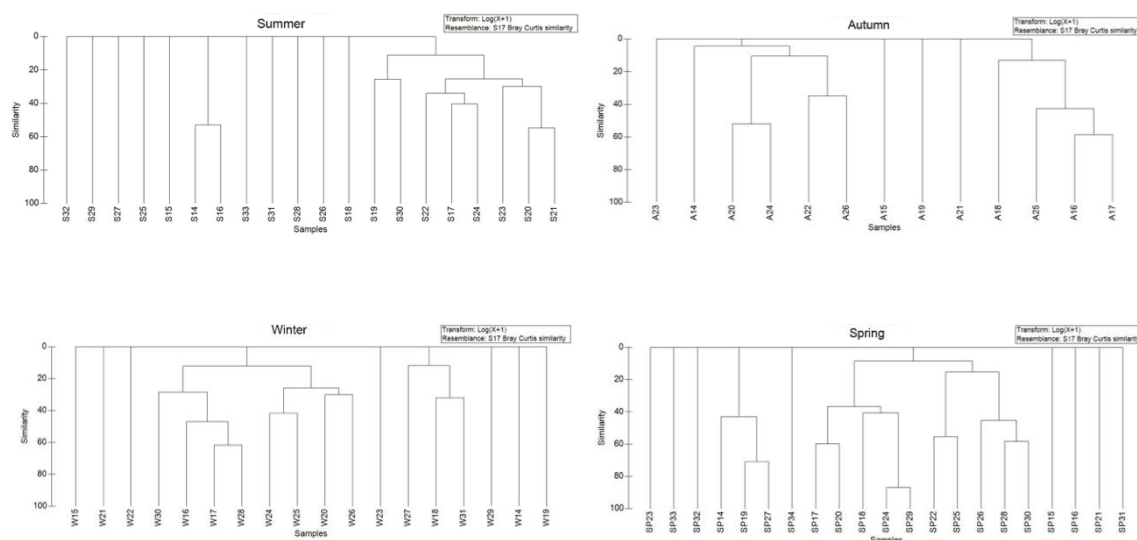 Summer
Transform: Log(X+1)
Resemblance: S17 Bray Curtis similarity
0
20
40
60
80
100
Similarity
S32 S29 S27 S25 S15 S14 S16 S33 S31 S28 S26 S18 S19 S30 S22 S17 S24 S23 S20 S21
Samples
Autumn
Transform: Log(X+1)
Resemblance: S17 Bray Curtis similarity
0
20
40
60
80
100
Similarity
A23 A14 A20 A24 A22 A26 A15 A19 A21 A18 A25 A16 A17
Samples
Winter
Transform: Log(X+1)
Resemblance: S17 Bray Curtis similarity
0
20
40
60
80
100
Similarity
W15 W21 W22 W30 W16 W17 W28 W24 W25 W20 W26 W23 W27 W18 W31 W29 W14 W19
Samples
Spring
Transform: Log(X+1)
Resemblance: S17 Bray Curtis similarity
0
20
40
60
80
100
Similarity
SP23 SP33 SP32 SP14 SP19 SP27 SP34 SP17 SP20 SP18 SP24 SP29 SP22 SP25 SP26 SP28 SP30 SP15 SP16 SP21 SP31
Samples